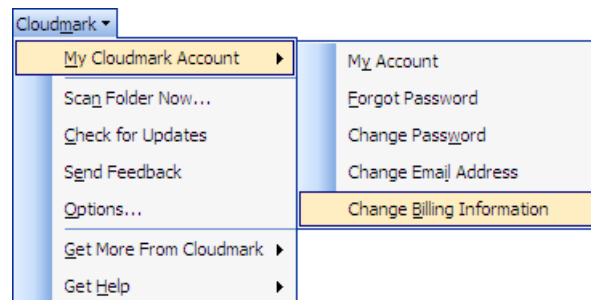 Cloudmark
My Cloudmark Account
Scan Folder Now...
Check for Updates
Send Feedback
Options...
Get More From Cloudmark
Get Help
My Account
Forgot Password
Change Password
Change Email Address
Change Billing Information